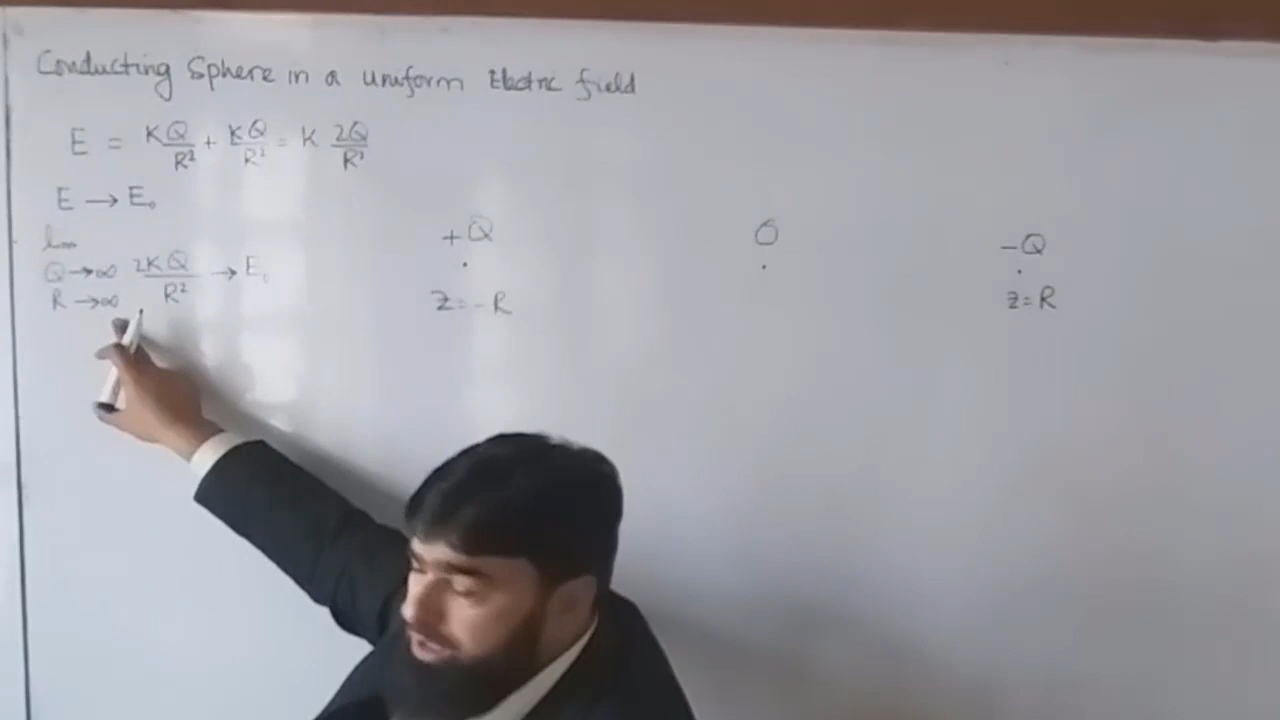 Conducting Sphere in a uniform Electric field
E = KQ/R² + KQ/R² = K 2Q/R²
E → E₀
lim
Q→∞ 2KQ/R² → E₀
R→∞
+Q
O
-Q
z=-R
z=R